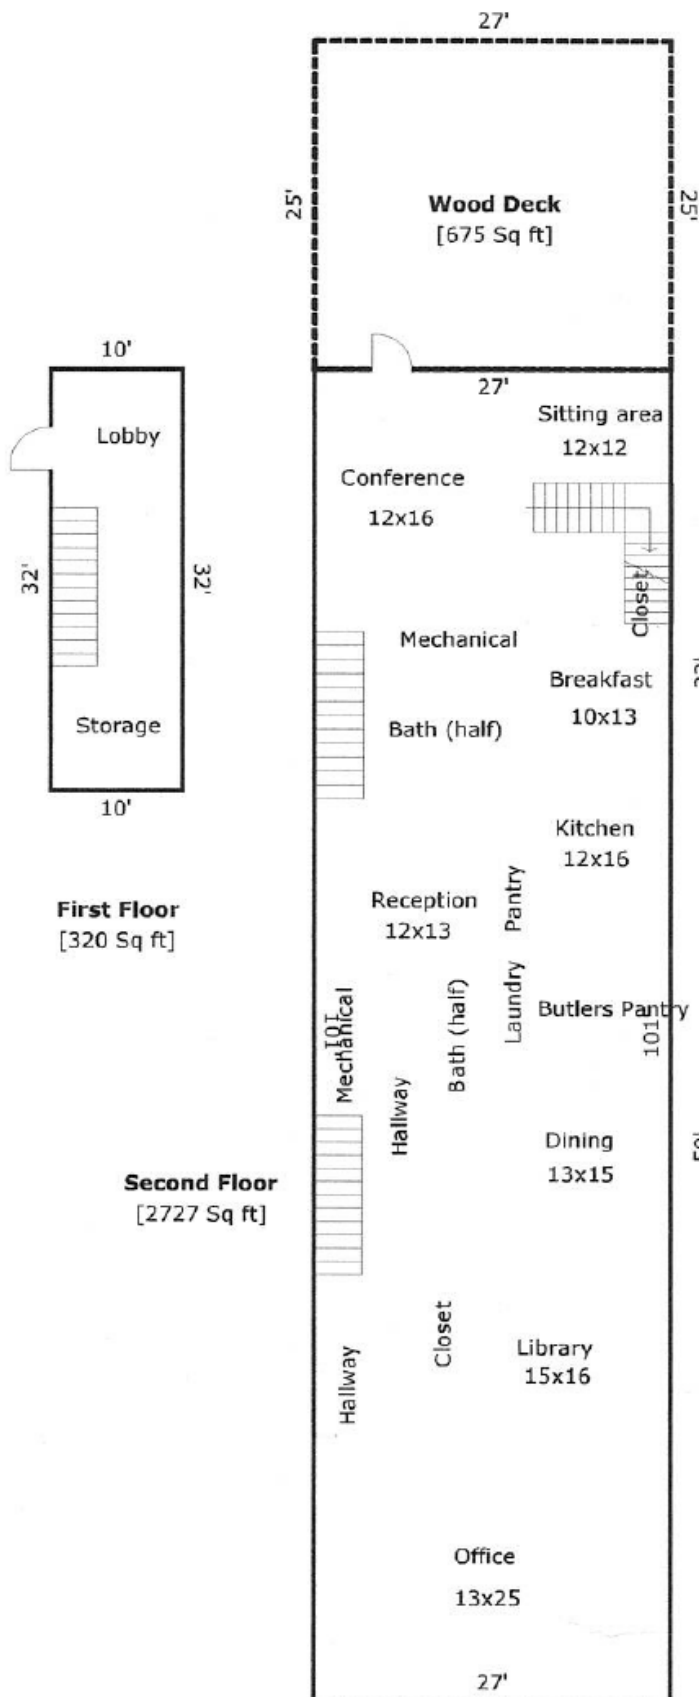 27'
25'
25'
Wood Deck
[675 Sq ft]
27'
10'
Lobby
32'
32'
Storage
10'
First Floor
[320 Sq ft]
Sitting area
12x12
Conference
12x16
Closet
Mechanical
Breakfast
10x13
Bath (half)
Kitchen
12x16
Reception
12x13
Pantry
Laundry
Bath (half)
Butlers Pantry
Mechanical
101'
101'
Hallway
Dining
13x15
Second Floor
[2727 Sq ft]
Closet
Library
15x16
Hallway
Office
13x25
27'